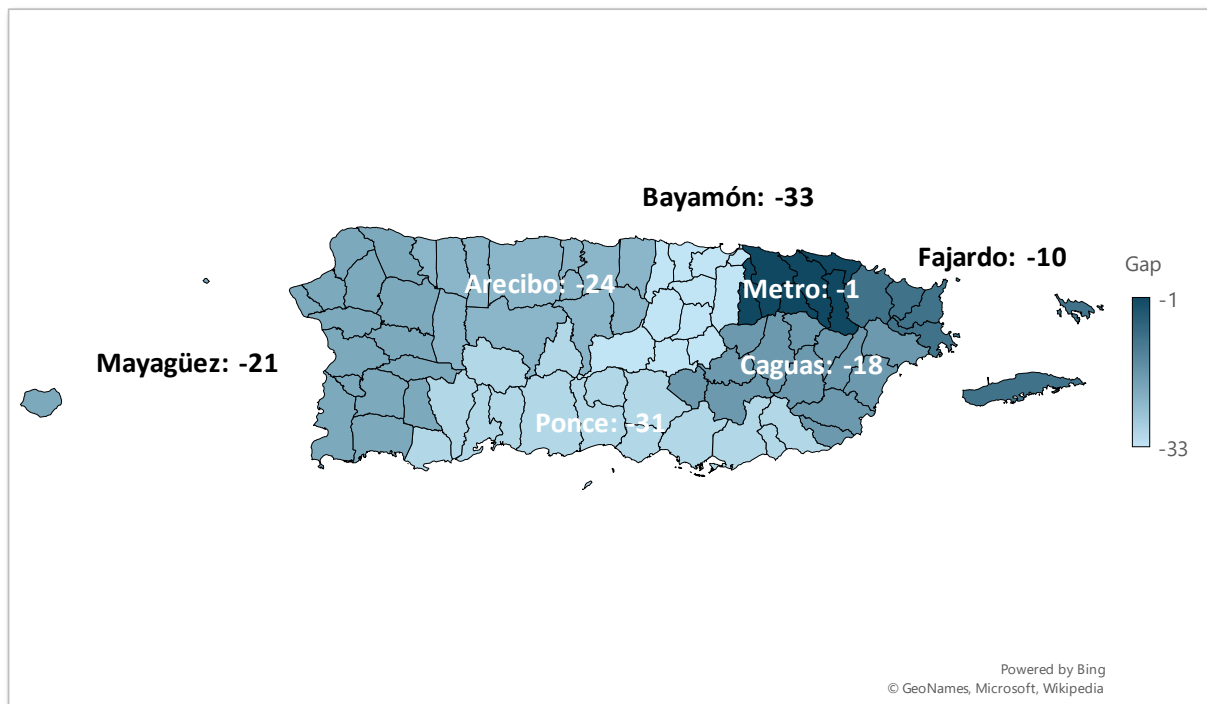 Bayamón: -33
Fajardo: -10
Gap
Arecibo: -24
Metro: -1
-1
Mayagüez: -21
Caguas: -18
Ponce: -31
-33
Powered by Bing
© GeoNames, Microsoft, Wikipedia